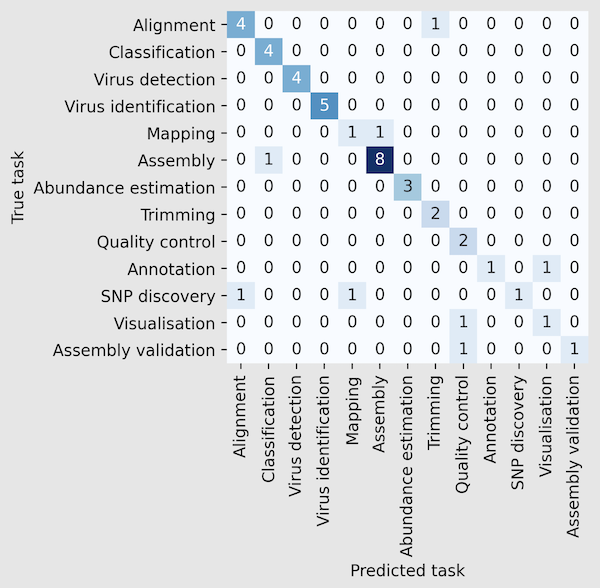 True task
Alignment 4 0 0 0 0 0 0 1 0 0 0 0 0
Classification 0 4 0 0 0 0 0 0 0 0 0 0 0
Virus detection 0 0 4 0 0 0 0 0 0 0 0 0 0
Virus identification 0 0 0 5 0 0 0 0 0 0 0 0 0
Mapping 0 0 0 0 1 1 0 0 0 0 0 0 0
Assembly 0 1 0 0 0 8 0 0 0 0 0 0 0
Abundance estimation 0 0 0 0 0 0 3 0 0 0 0 0 0
Trimming 0 0 0 0 0 0 0 2 0 0 0 0 0
Quality control 0 0 0 0 0 0 0 0 2 0 0 0 0
Annotation 0 0 0 0 0 0 0 0 0 1 0 1 0
SNP discovery 1 0 0 0 1 0 0 0 0 0 1 0 0
Visualisation 0 0 0 0 0 0 0 0 1 0 0 1 0
Assembly validation 0 0 0 0 0 0 0 0 1 0 0 0 1
Alignment
Classification
Virus detection
Virus identification
Mapping
Assembly
Abundance estimation
Trimming
Quality control
Annotation
SNP discovery
Visualisation
Assembly validation
Predicted task